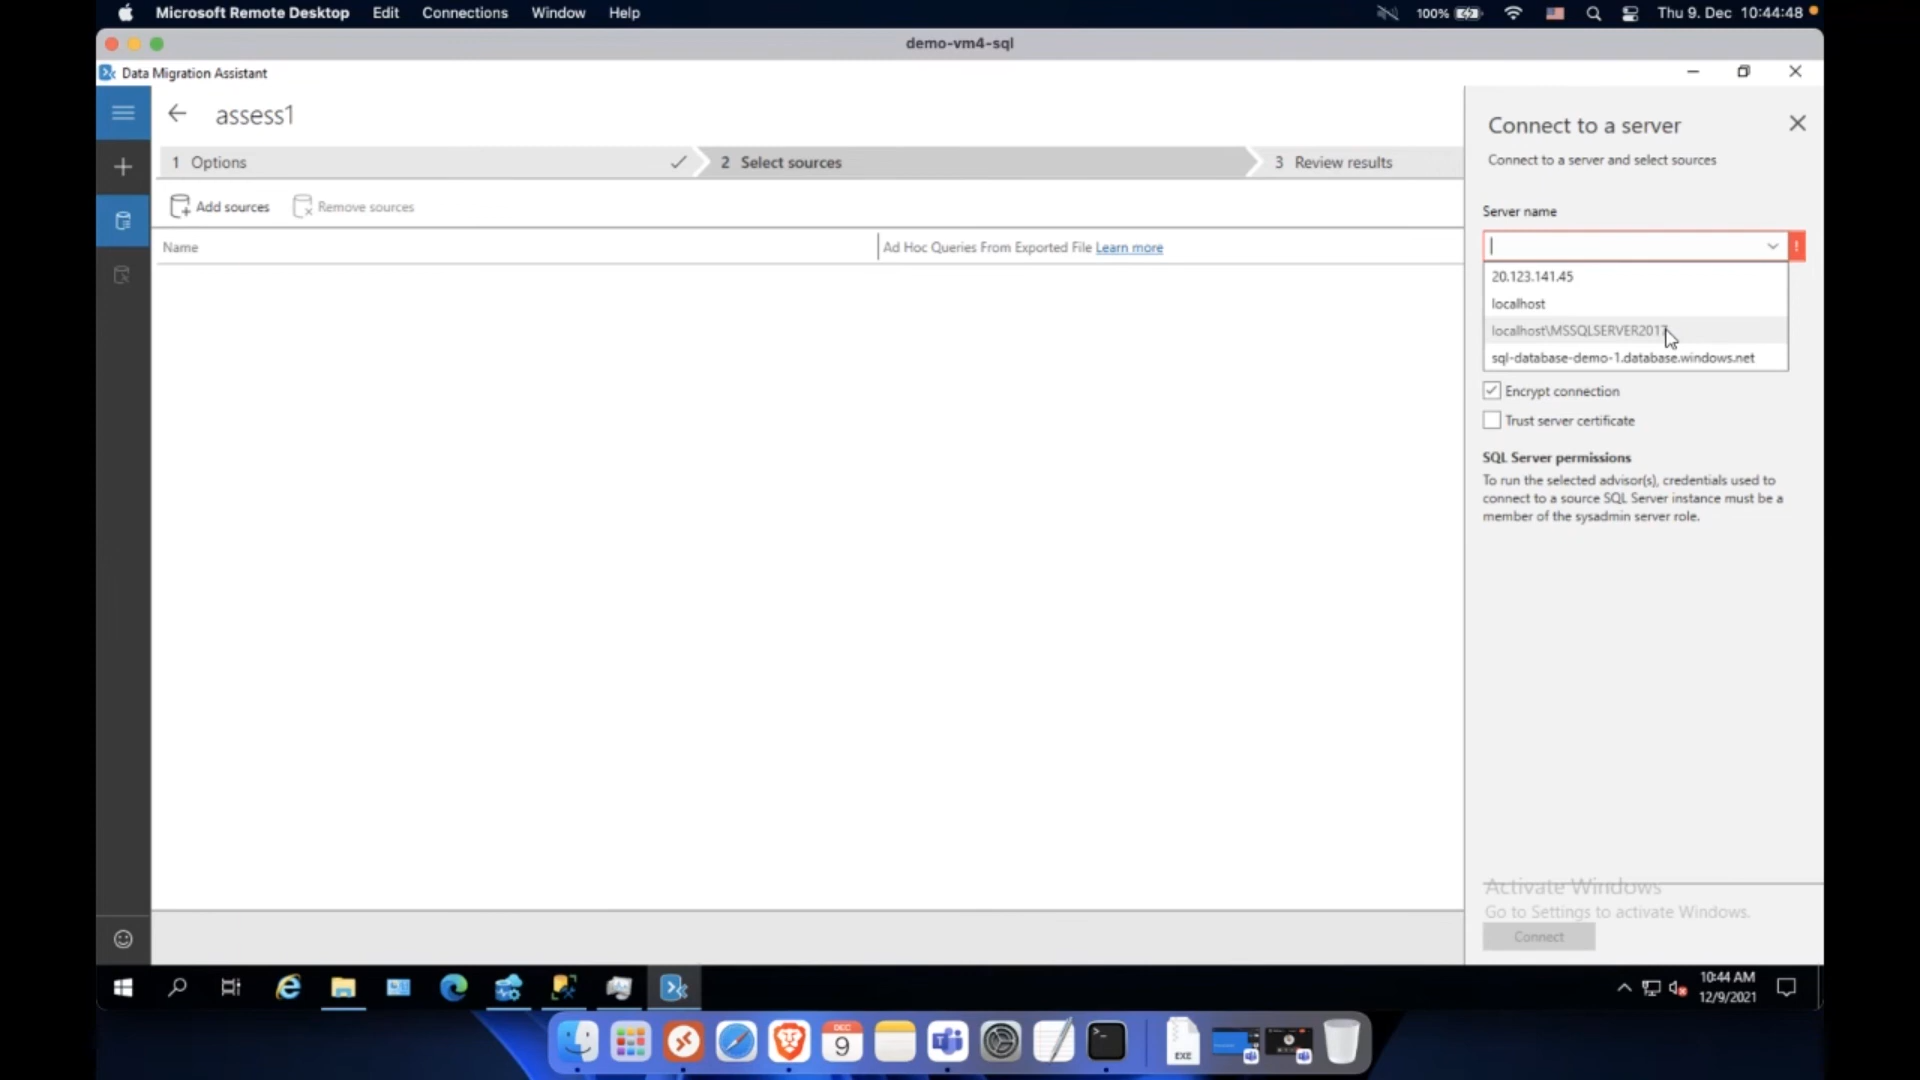 Microsoft Remote Desktop Edit Connections Window Help
100% Thu 9. Dec 10:44:48
demo-vm4-sql
Data Migration Assistant
assess1
1 Options
2 Select sources
3 Review results
Add sources
Remove sources
Name
Ad Hoc Queries From Exported File Learn more
Connect to a server
Connect to a server and select sources
Server name
!
20.123.141.45
localhost
localhost\MSSQLSERVER2017
sql-database-demo-1.database.windows.net
Encrypt connection
Trust server certificate
SQL Server permissions
To run the selected advisor(s), credentials used to
connect to a source SQL Server instance must be a
member of the sysadmin server role.
Activate Windows
Go to Settings to activate Windows.
Connect
10:44 AM
12/9/2021
DEC
9
EXE